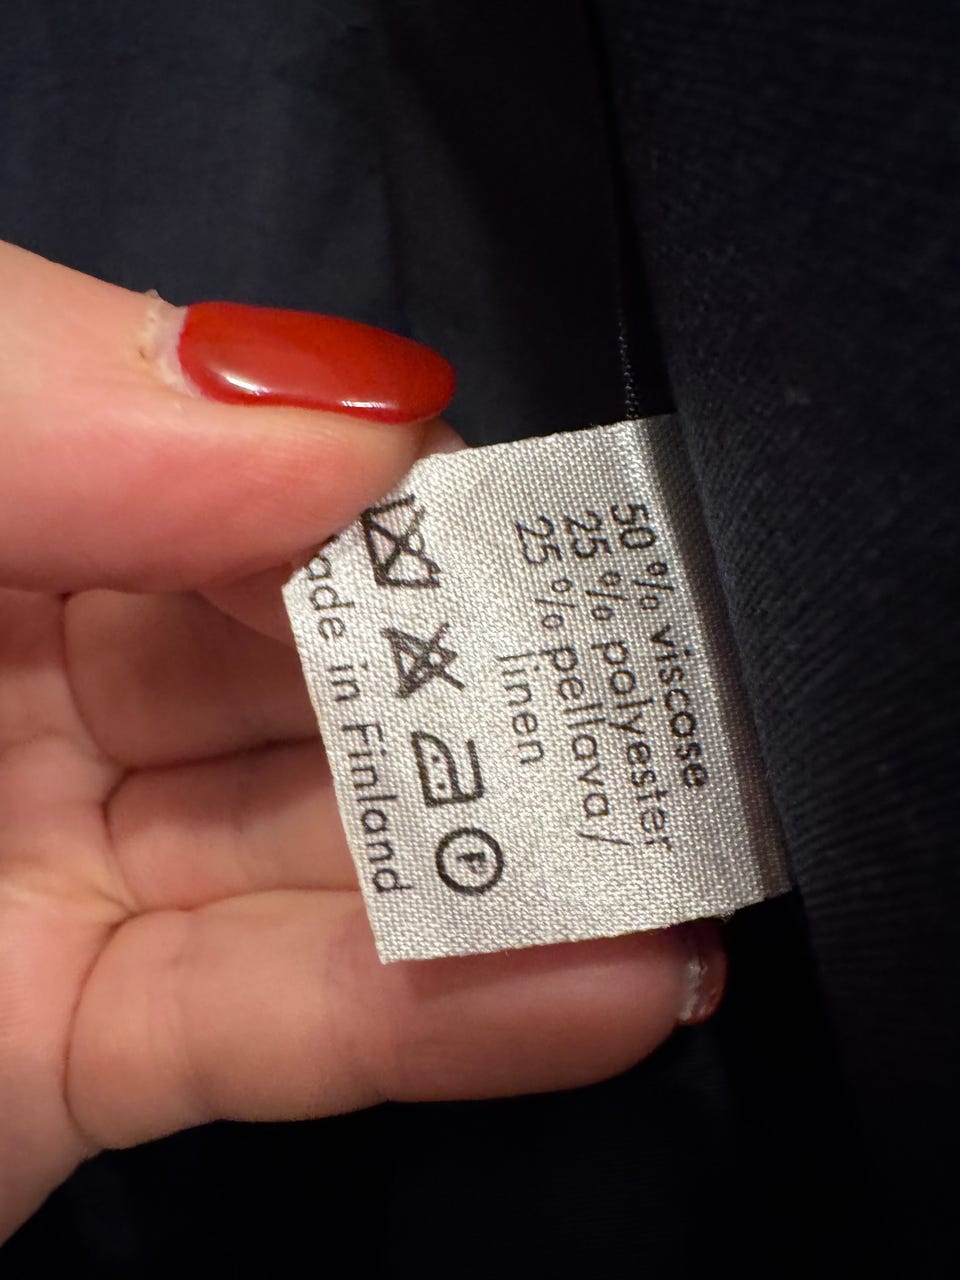 50 % viscose
25 % polyester
25 % pellava/
linen
P
ade in Finland